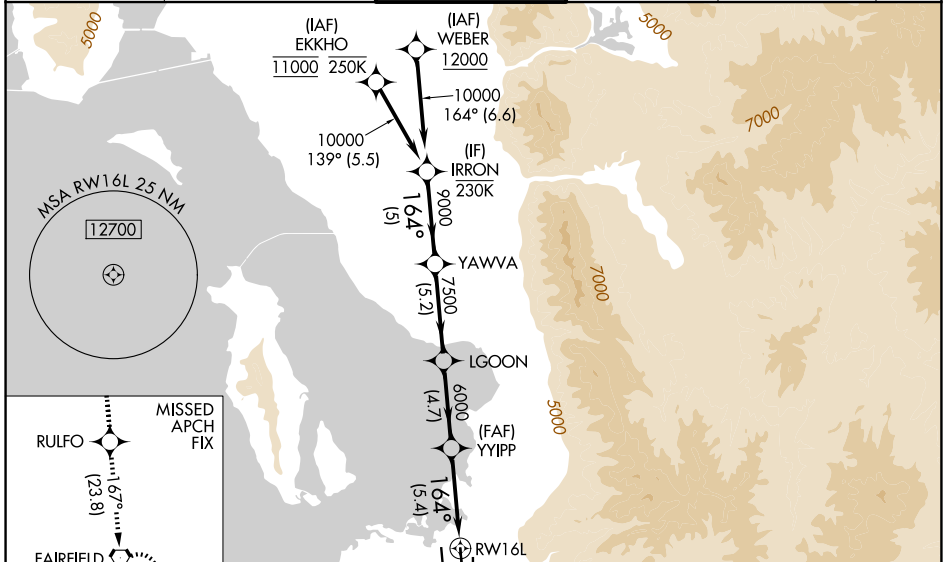 5000
(IAF)
EKKHO
11000 250K
(IAF)
WEBER
12000
5000
10000
164° (6.6)
10000
139° (5.5)
7000
(IF)
IRRON
230K
MSA RW16L 25 NM
12700
9000
164°
(5)
YAWVA
7500
(5.2)
7000
LGOON
6000
(4.7)
5000
(FAF)
YYIPP
164°
(5.4)
RW16L
MISSED
APCH
FIX
RULFO
167°
(23.8)
FAIRFIELD